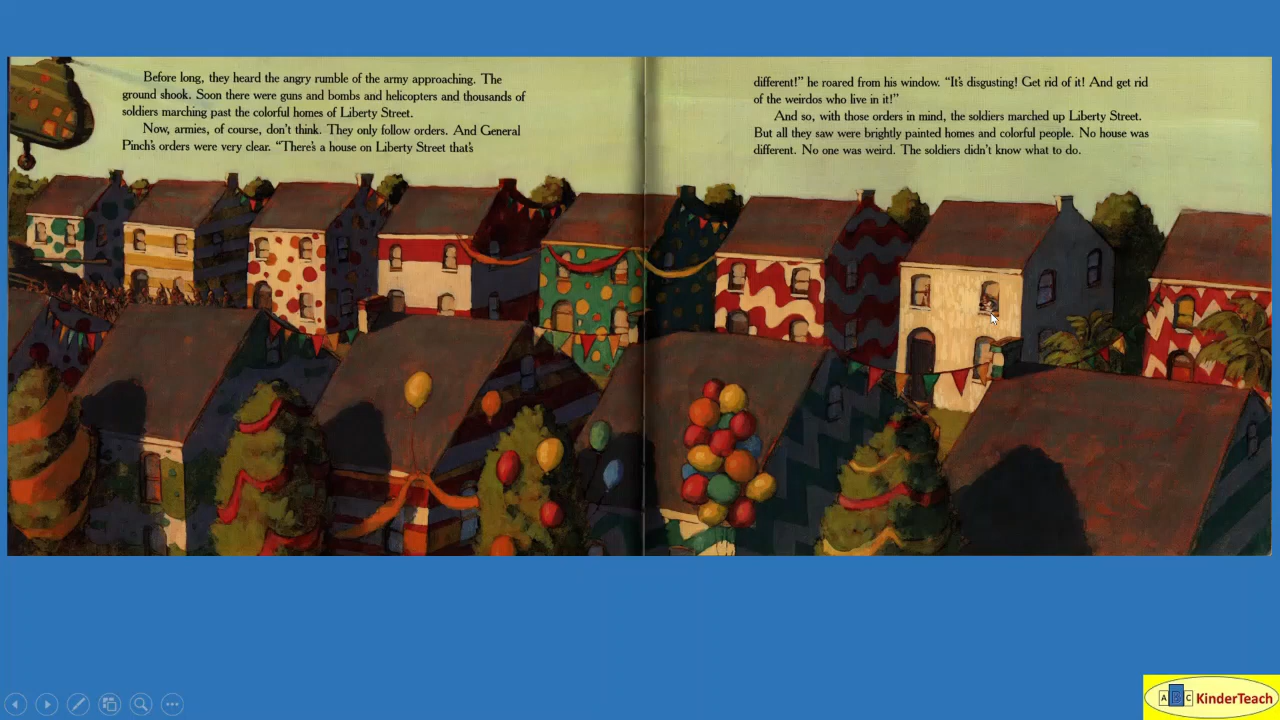 Before long, they heard the angry rumble of the army approaching. The
ground shook. Soon there were guns and bombs and helicopters and thousands of
soldiers marching past the colorful homes of Liberty Street.
Now, armies, of course, don't think. They only follow orders. And General
Pinch's orders were very clear. "There's a house on Liberty Street that's
different!" he roared from his window. "It's disgusting! Get rid of it! And get rid
of the weirdos who live in it!"
And so, with those orders in mind, the soldiers marched up Liberty Street.
But all they saw were brightly painted homes and colorful people. No house was
different. No one was weird. The soldiers didn't know what to do.
A B C KinderTeach